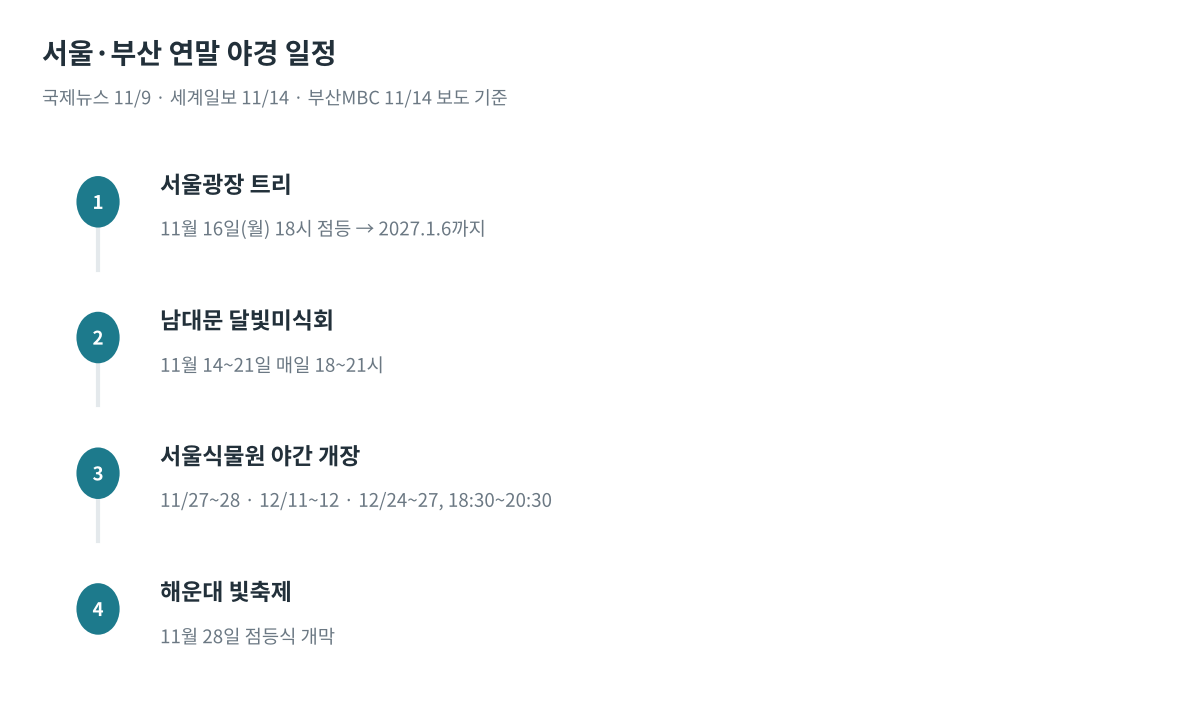 서울·부산 연말 야경 일정
국제뉴스 11/9 · 세계일보 11/14 · 부산MBC 11/14 보도 기준
1
서울광장 트리
11월 16일(월) 18시 점등 → 2027.1.6까지
2
남대문 달빛미식회
11월 14~21일 매일 18~21시
3
서울식물원 야간 개장
11/27~28 · 12/11~12 · 12/24~27, 18:30~20:30
4
해운대 빛축제
11월 28일 점등식 개막